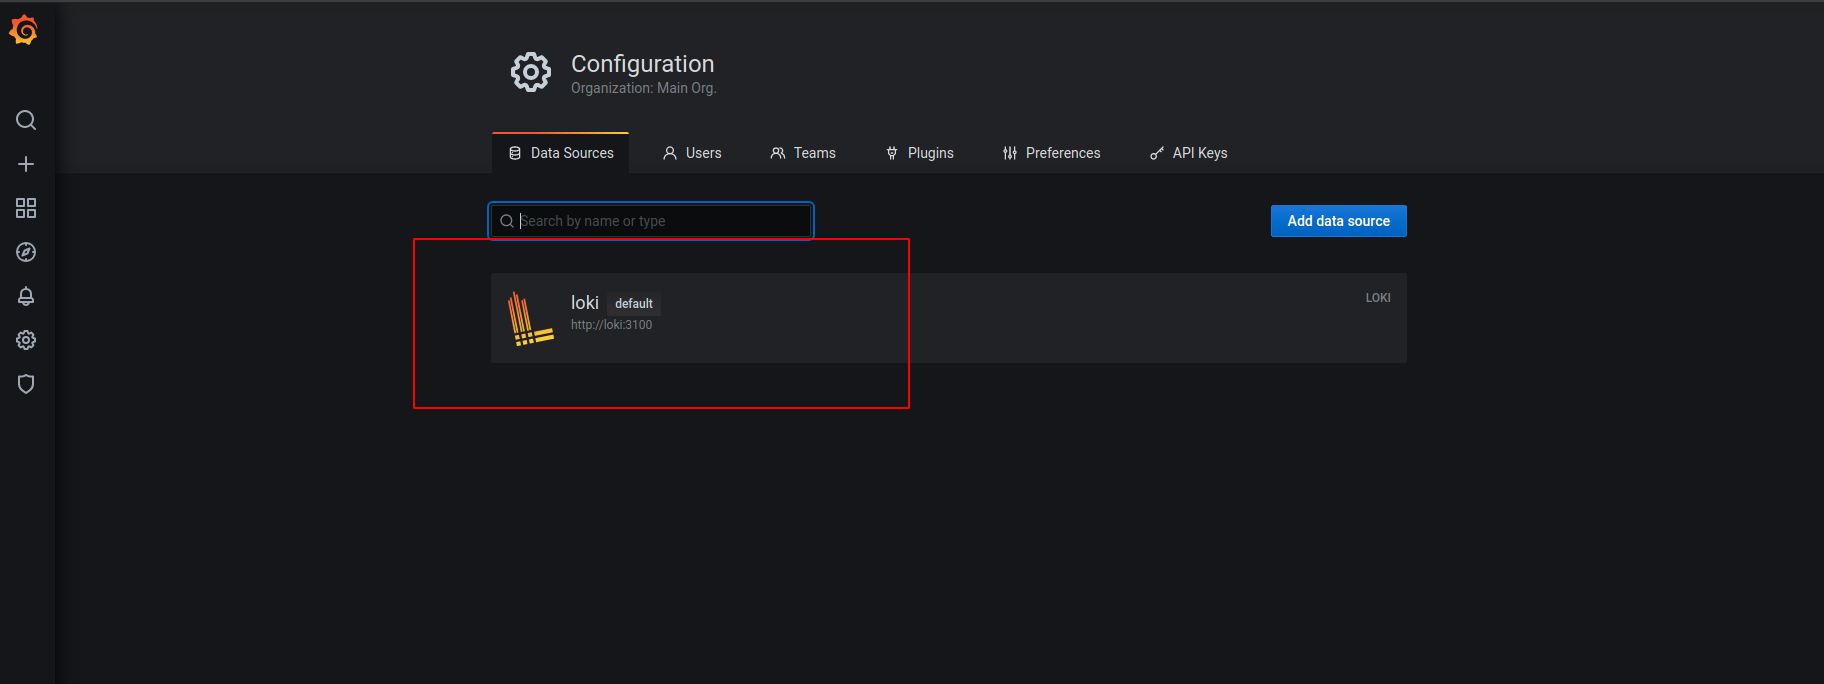 Configuration
Organization: Main Org.
Data Sources Users Teams Plugins Preferences API Keys
Search by name or type Add data source
loki default LOKI
http://loki:3100